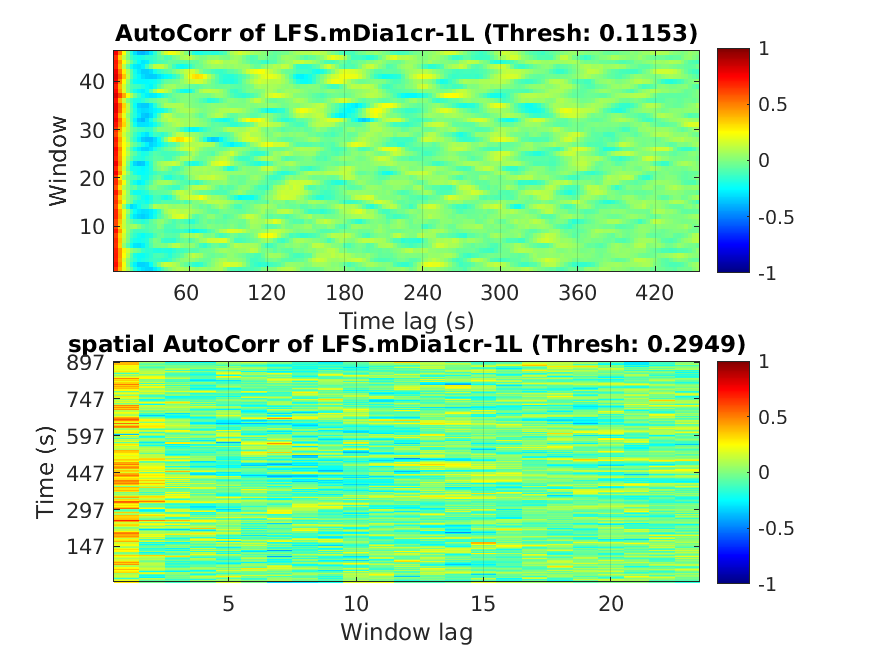 AutoCorr of LFS.mDia1cr-1L (Thresh: 0.1153)
1
0.5
0
-0.5
-1
40
30
20
10
Window
60 120 180 240 300 360 420
Time lag (s)
spatial AutoCorr of LFS.mDia1cr-1L (Thresh: 0.2949)
897
747
597
447
297
147
Time (s)
1
0.5
0
-0.5
-1
5 10 15 20
Window lag